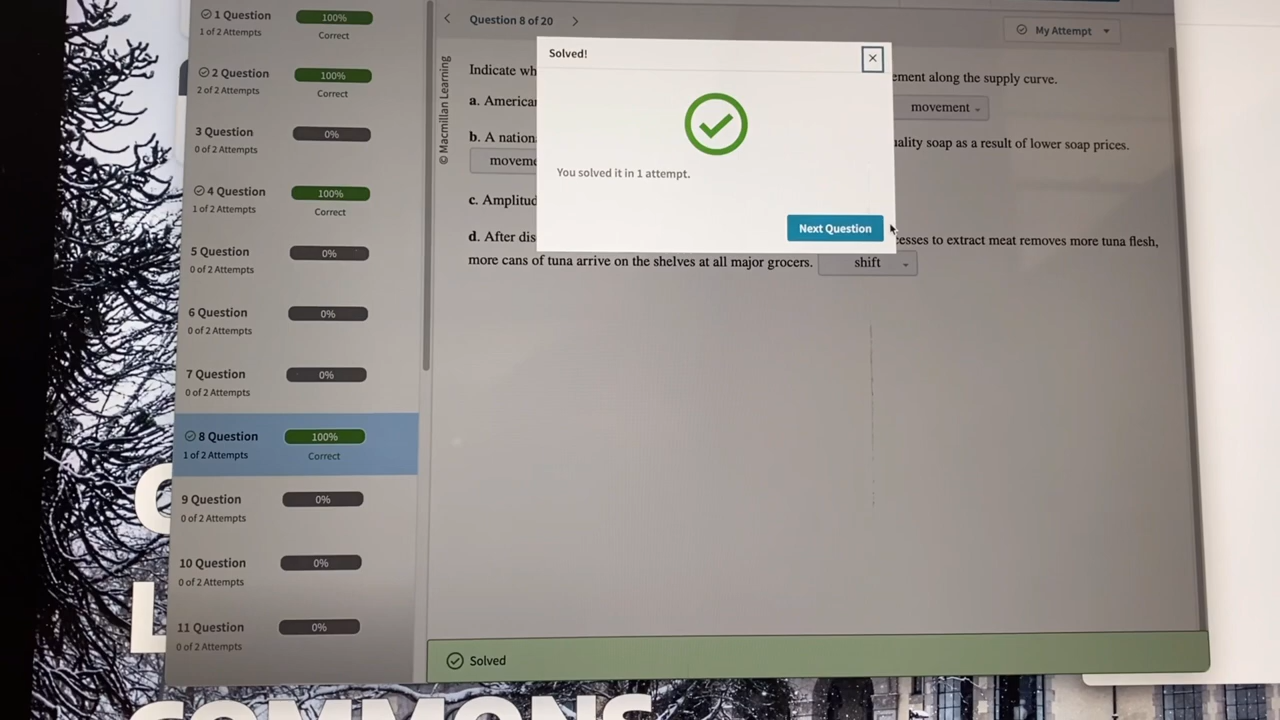 1 Question
100%
1 of 2 Attempts
Correct
2 Question
100%
2 of 2 Attempts
Correct
3 Question
0%
0 of 2 Attempts
4 Question
100%
1 of 2 Attempts
Correct
5 Question
0%
0 of 2 Attempts
6 Question
0%
0 of 2 Attempts
7 Question
0%
0 of 2 Attempts
8 Question
100%
1 of 2 Attempts
Correct
9 Question
0%
0 of 2 Attempts
10 Question
0%
0 of 2 Attempts
11 Question
0%
0 of 2 Attempts
Question 8 of 20
My Attempt
© Macmillan Learning
Indicate wh
ement along the supply curve.
a. America
movement
b. A nation
ality soap as a result of lower soap prices.
moveme
c. Amplitud
d. After dis
esses to extract meat removes more tuna flesh,
more cans of tuna arrive on the shelves at all major grocers.
shift
Solved!
You solved it in 1 attempt.
Next Question
Solved
C
L
COMMONS